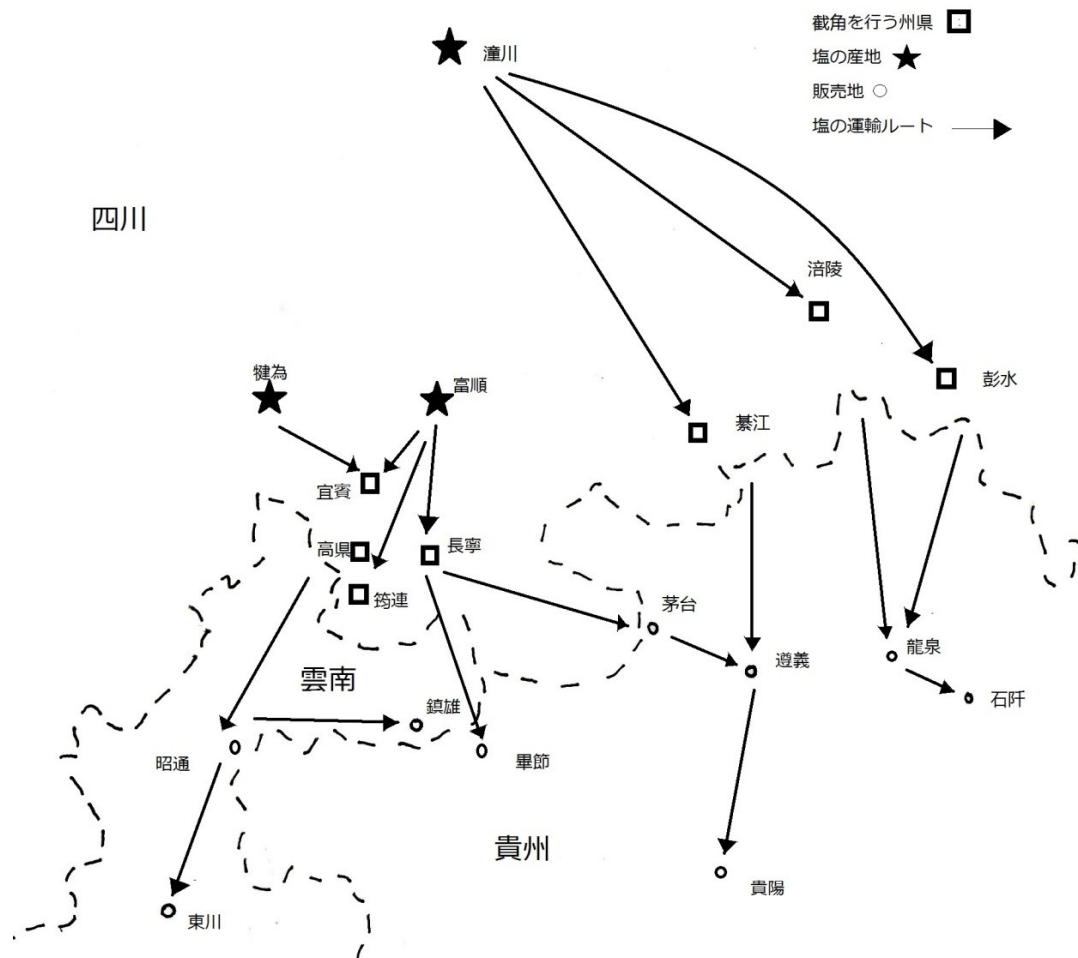 截角を行う州県
潼川
塩の産地
販売地
塩の運輸ルート
四川
涪陵
彭水
犍為
富順
綦江
宜賓
高県
長寧
筠連
茅台
遵義
龍泉
石阡
雲南
鎮雄
昭通
畢節
貴州
貴陽
東川